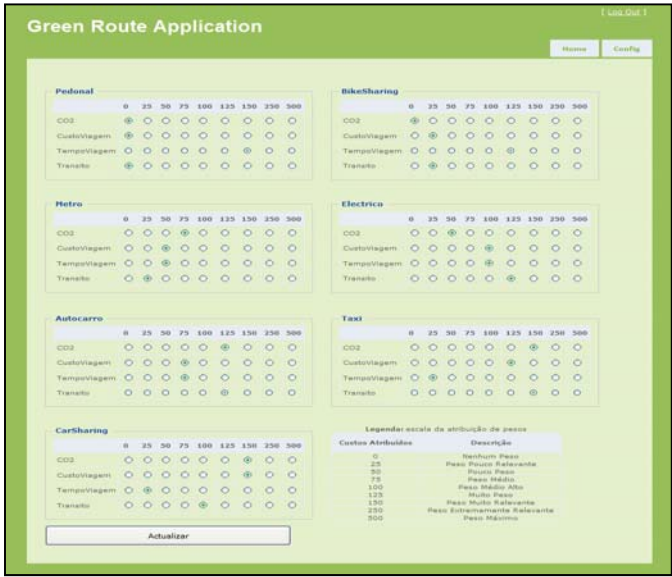 [ Log Out ]
Green Route Application
Home Config
Pedonal
0 25 50 75 100 125 150 250 500
CO2
CustoViagem
TempoViagem
Transito
BikeSharing
0 25 50 75 100 125 150 250 500
CO2
CustoViagem
TempoViagem
Transito
Metro
0 25 50 75 100 125 150 250 500
CO2
CustoViagem
TempoViagem
Transito
Electrico
0 25 50 75 100 125 150 250 500
CO2
CustoViagem
TempoViagem
Transito
Autocarro
0 25 50 75 100 125 150 250 500
CO2
CustoViagem
TempoViagem
Transito
Taxi
0 25 50 75 100 125 150 250 500
CO2
CustoViagem
TempoViagem
Transito
CarSharing
0 25 50 75 100 125 150 250 500
CO2
CustoViagem
TempoViagem
Transito
Legenda: escala da atribuição de pesos
Custos Atribuídos Descrição
0 Nenhum Peso
25 Peso Pouco Relevante
50 Pouco Peso
75 Peso Médio
100 Peso Médio Alto
125 Muito Peso
150 Peso Muito Relevante
250 Peso Extremamente Relevante
500 Peso Máximo
Actualizar